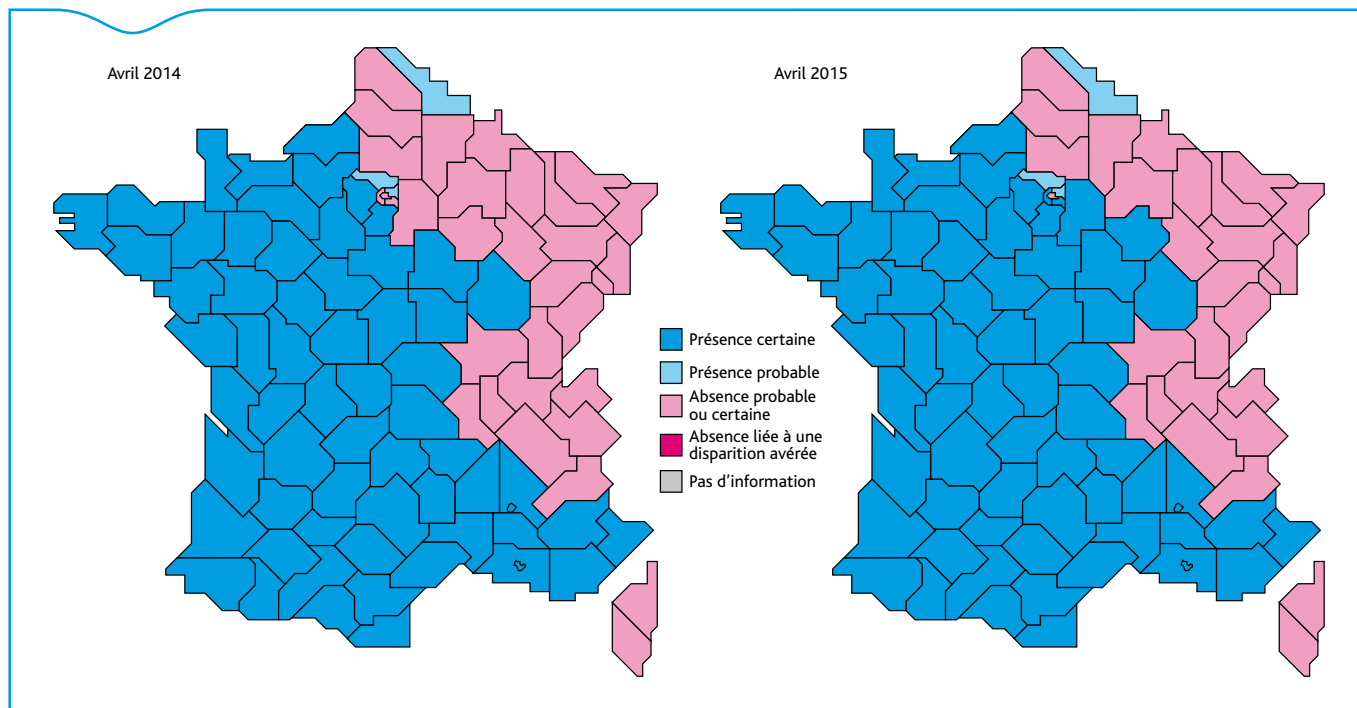 Avril 2014
Avril 2015
Présence certaine
Présence probable
Absence probable
ou certaine
Absence liée à une
disparition avérée
Pas d'information